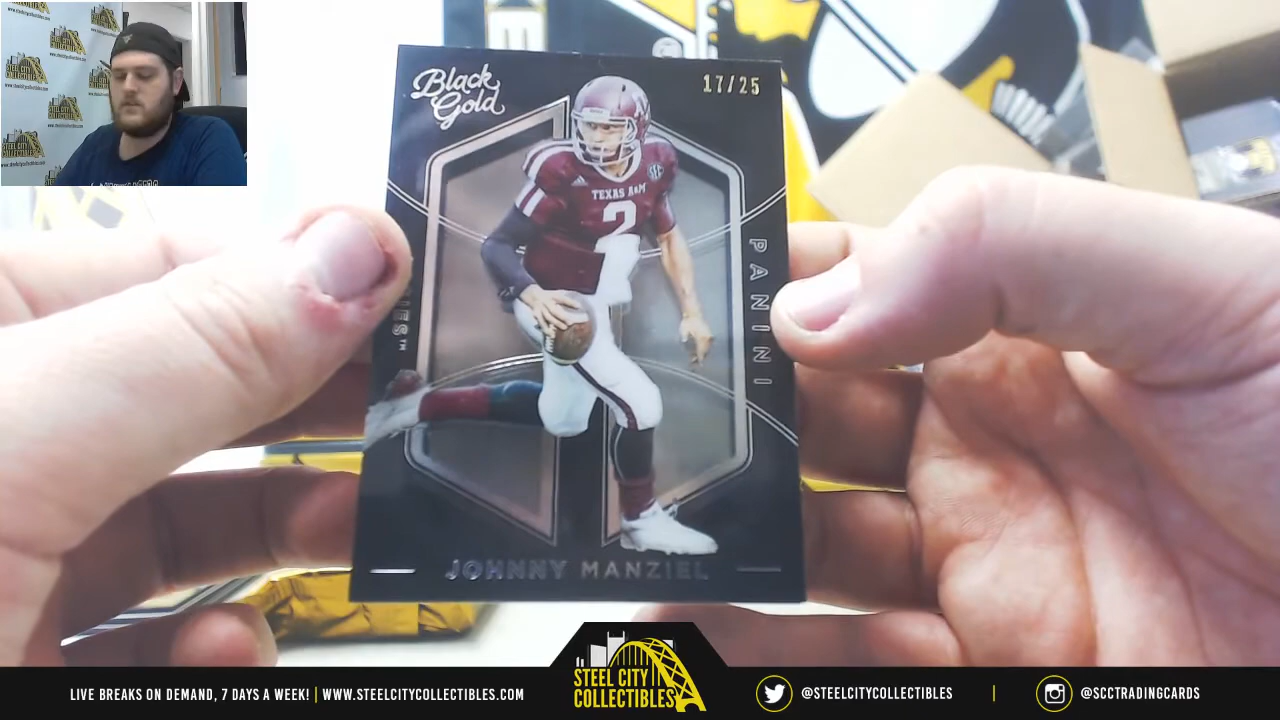 Black
Gold
17/25
TEXAS A&M
2
PANINI
JOHNNY MANZIEL
STEEL CITY
COLLECTIBLES
LIVE BREAKS ON DEMAND, 7 DAYS A WEEK! | WWW.STEELCITYCOLLECTIBLES.COM
@STEELCITYCOLLECTIBLES
@SCCTRADINGCARDS